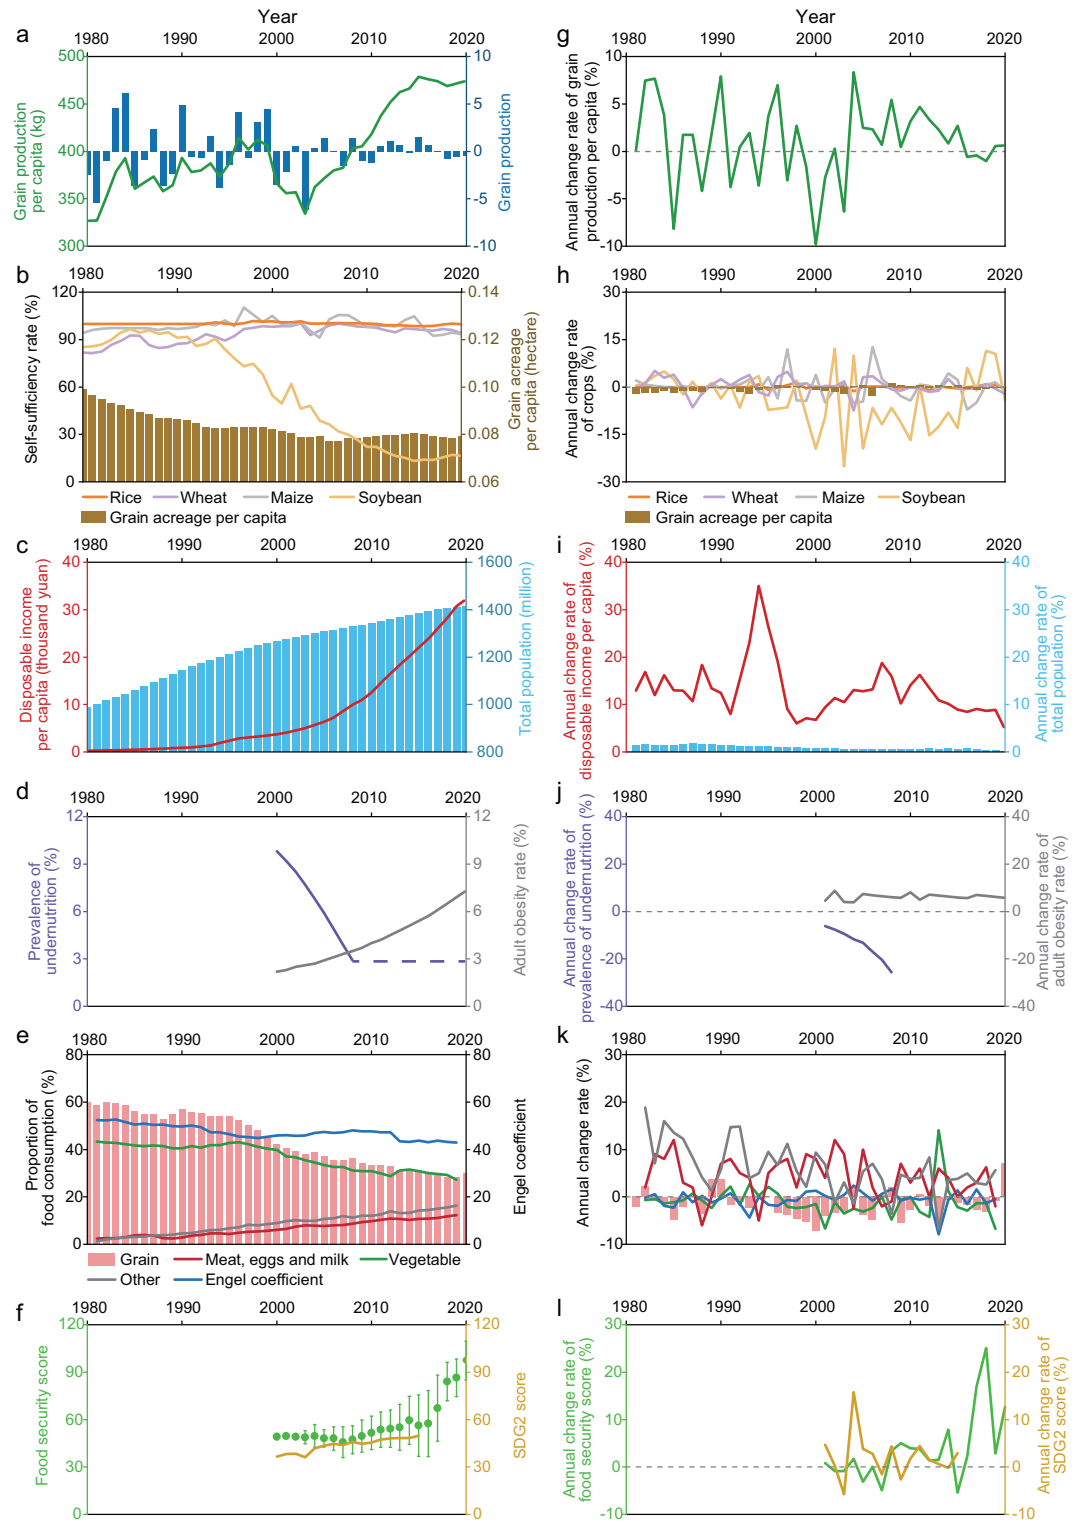 Year
a
1980 1990 2000 2010 2020
500
450
400
350
300
Grain production
per capita (kg)
10
5
0
-5
-10
Grain production
b
1980 1990 2000 2010 2020
120
90
60
30
0
Self-sufficiency rate (%)
0.14
0.12
0.10
0.08
0.06
Grain acreage
per capita (hectare)
Rice Wheat Maize Soybean
Grain acreage per capita
c
1980 1990 2000 2010 2020
40
30
20
10
0
Disposable income
per capita (thousand yuan)
1600
1400
1200
1000
800
Total population (million)
d
1980 1990 2000 2010 2020
12
9
6
3
0
Prevalence of
undernutrition (%)
12
9
6
3
0
Adult obesity rate (%)
e
1980 1990 2000 2010 2020
80
60
40
20
0
Proportion of
food consumption (%)
80
60
40
20
0
Engel coefficient
Grain Meat, eggs and milk Vegetable
Other Engel coefficient
f
1980 1990 2000 2010 2020
120
90
60
30
0
Food security score
120
90
60
30
0
SDG2 score
Year
g
1980 1990 2000 2010 2020
10
5
0
-5
-10
Annual change rate of grain
production per capita (%)
h
1980 1990 2000 2010 2020
30
15
0
-15
-30
Annual change rate
of crops (%)
Rice Wheat Maize Soybean
Grain acreage per capita
i
1980 1990 2000 2010 2020
40
30
20
10
0
Annual change rate of
disposable income per capita (%)
40
30
20
10
0
Annual change rate of
total population (%)
j
1980 1990 2000 2010 2020
40
20
0
-20
-40
Annual change rate of
prevalence of undernutrition (%)
40
20
0
-20
-40
Annual change rate of
adult obesity rate (%)
k
1980 1990 2000 2010 2020
30
20
10
0
-10
Annual change rate (%)
l
1980 1990 2000 2010 2020
30
20
10
0
-10
Annual change rate of
food security score (%)
30
20
10
0
-10
Annual change rate of
SDG2 score (%)